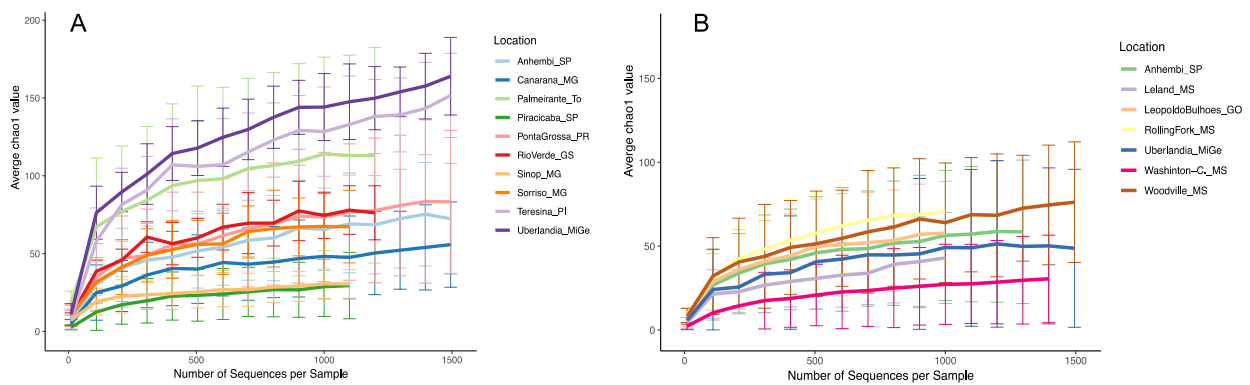 A
200
150
100
50
0
Averge chao1 value
0
500
1000
1500
Number of Sequences per Sample
Location
Anhembi_SP
Canarana_MG
Palmeirante_To
Piracicaba_SP
PontaGrossa_PR
RioVerde_GS
Sinop_MG
Sorriso_MG
Teresina_PI
Uberlandia_MiGe
B
150
100
50
0
Averge chao1 value
0
500
1000
1500
Number of Sequences per Sample
Location
Anhembi_SP
Leland_MS
LeopoldoBulhoes_GO
RollingFork_MS
Uberlandia_MiGe
Washinton–C._MS
Woodville_MS